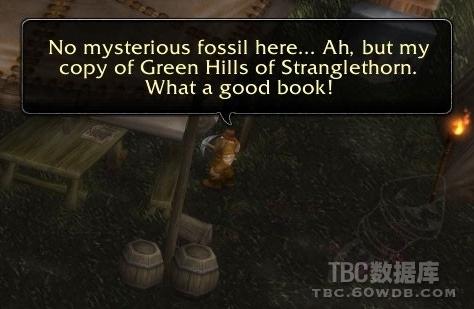 No mysterious fossil here... Ah, but my
copy of Green Hills of Stranglethorn.
What a good book!
TBC数据库
TBC.60WDB.COM